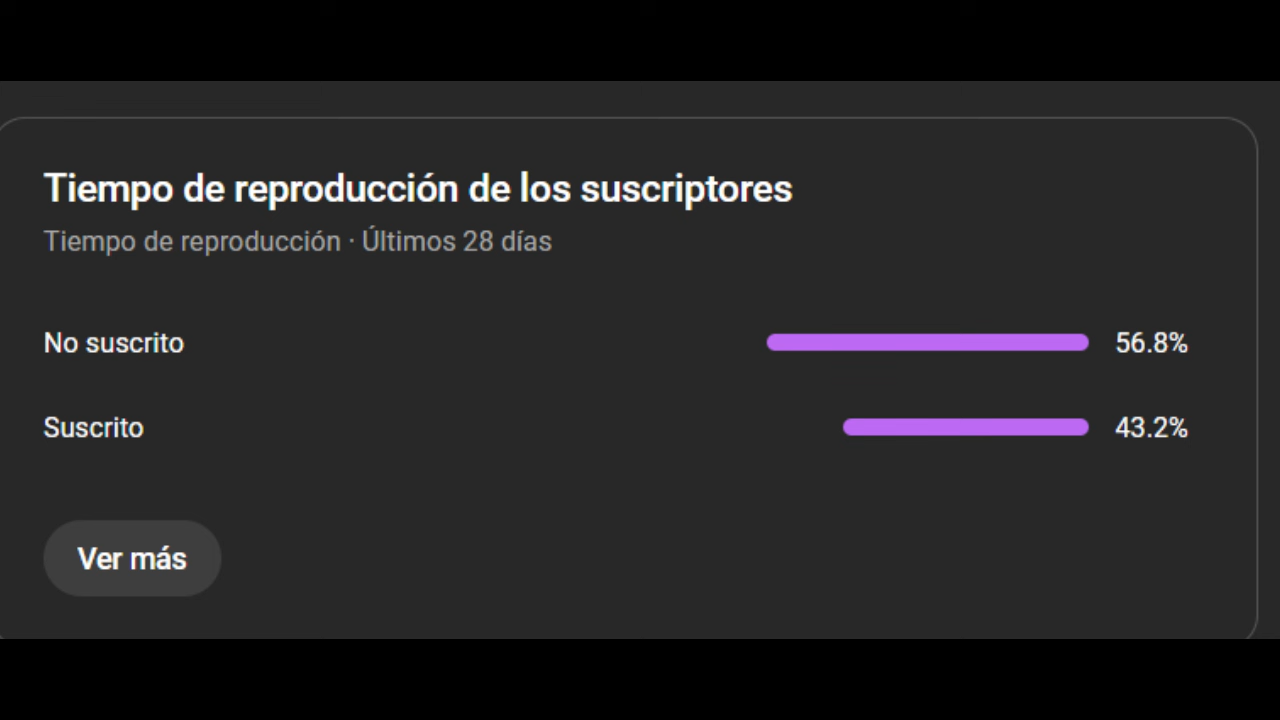 Tiempo de reproducción de los suscriptores
Tiempo de reproducción · Últimos 28 días
No suscrito 56.8%
Suscrito 43.2%
Ver más